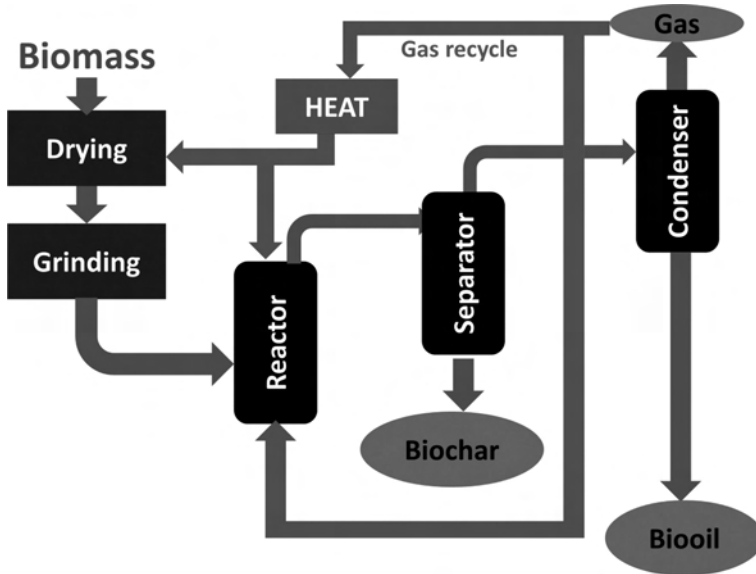 Gas
Gas recycle
Biomass
HEAT
Drying
Grinding
Reactor
Separator
Condenser
Biochar
Biooil